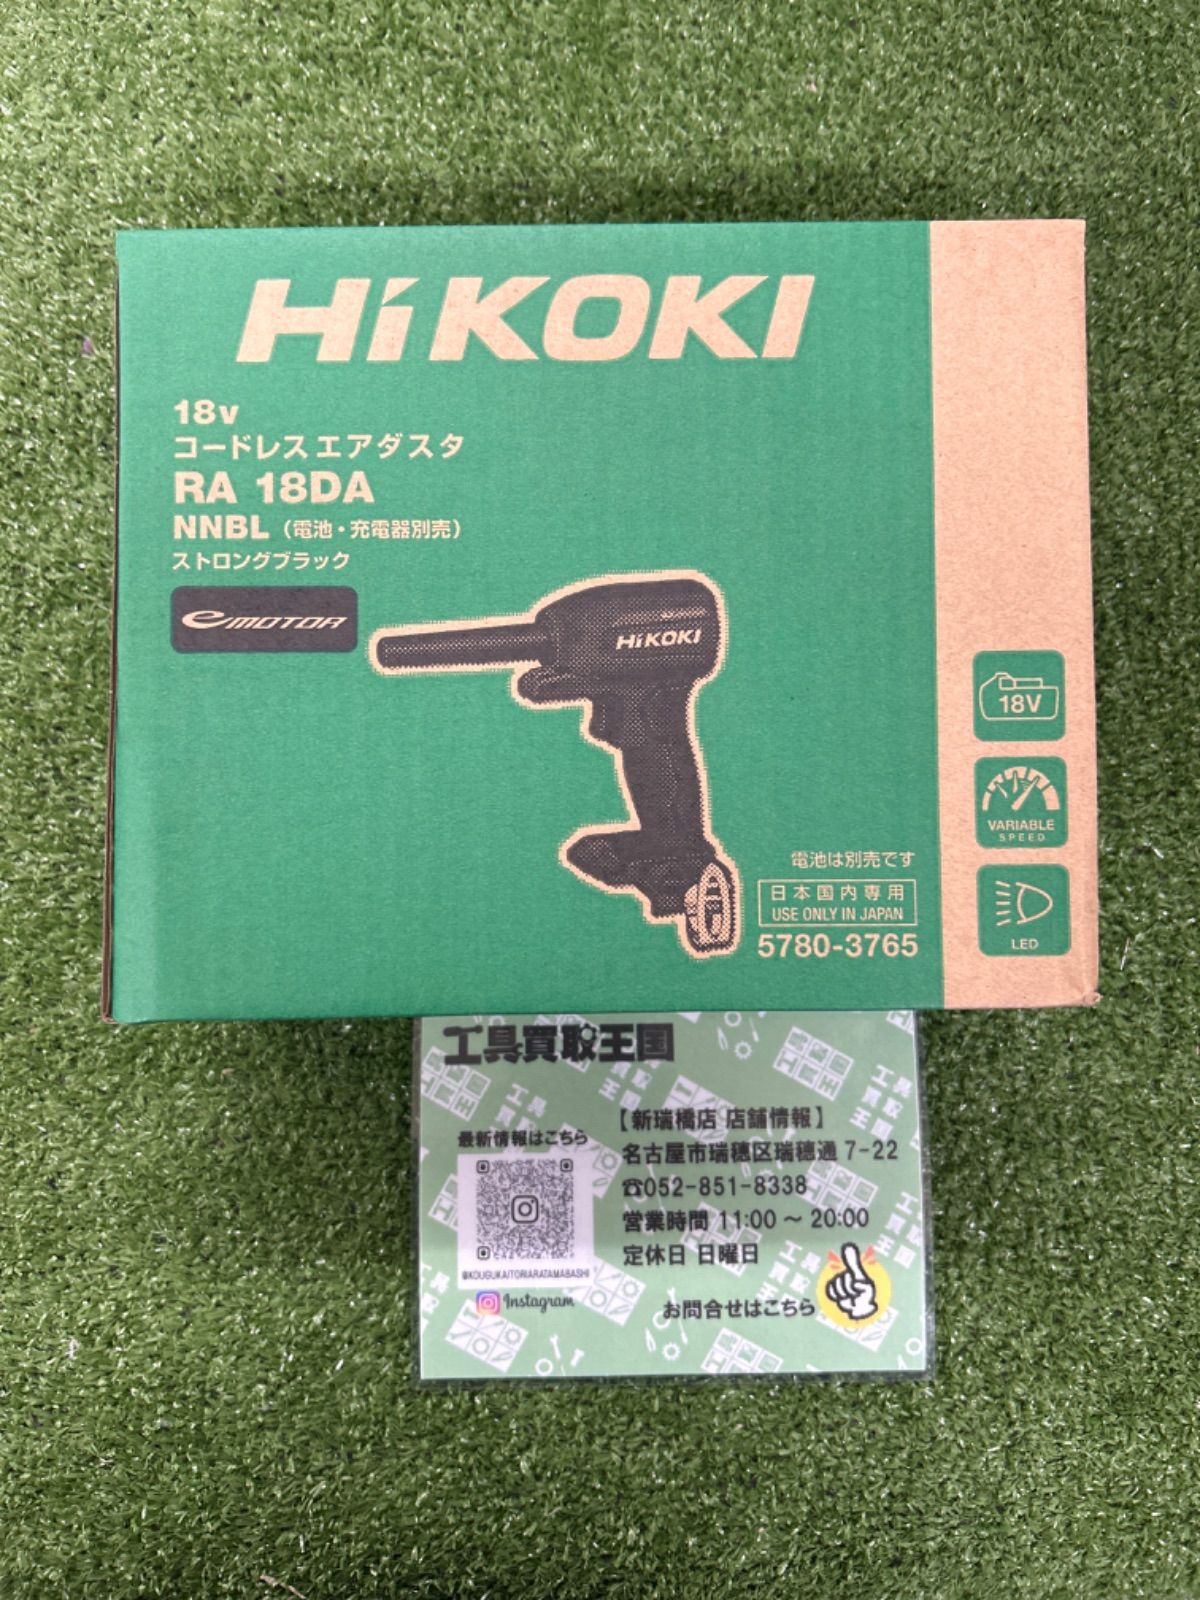 HiKOKI
18v
コードレスエアダスタ
RA 18DA
NNBL（電池・充電器別売）
ストロングブラック
eMOTOR
HiKOKI
18V
VARIABLE
SPEED
LED
電池は別売です
日本国内専用
USE ONLY IN JAPAN
5780-3765
工具買取王国
【新瑞橋店 店舗情報】
最新情報はこちら
名古屋市瑞穂区瑞穂通 7-22
☎052-851-8338
営業時間 11:00 ～ 20:00
定休日 日曜日
@KOUGUKAITORIARATAMABASHI
Instagram
お問合せはこちら